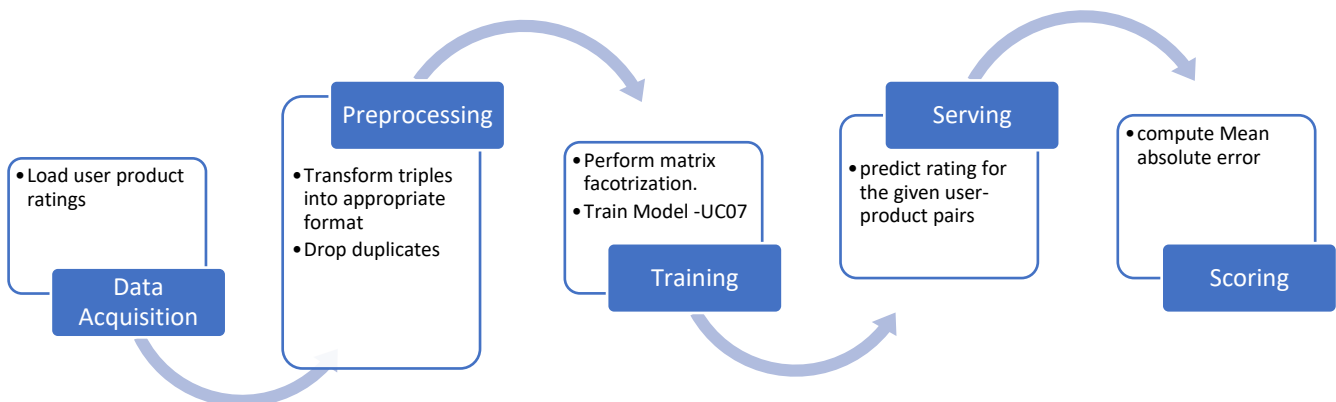 • Load user product
ratings
Data
Acquisition
Preprocessing
• Transform triples
into appropriate
format
• Drop duplicates
• Perform matrix
facotrization.
• Train Model -UC07
Training
Serving
• predict rating for
the given user-
product pairs
• compute Mean
absolute error
Scoring